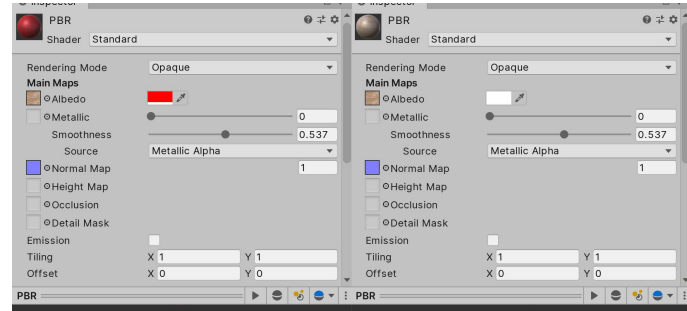 Inspector
PBR
Shader Standard
Rendering Mode Opaque
Main Maps
Albedo
Metallic 0
Smoothness 0.537
Source Metallic Alpha
Normal Map 1
Height Map
Occlusion
Detail Mask
Emission
Tiling X 1 Y 1
Offset X 0 Y 0
PBR
Inspector
PBR
Shader Standard
Rendering Mode Opaque
Main Maps
Albedo
Metallic 0
Smoothness 0.537
Source Metallic Alpha
Normal Map 1
Height Map
Occlusion
Detail Mask
Emission
Tiling X 1 Y 1
Offset X 0 Y 0
PBR